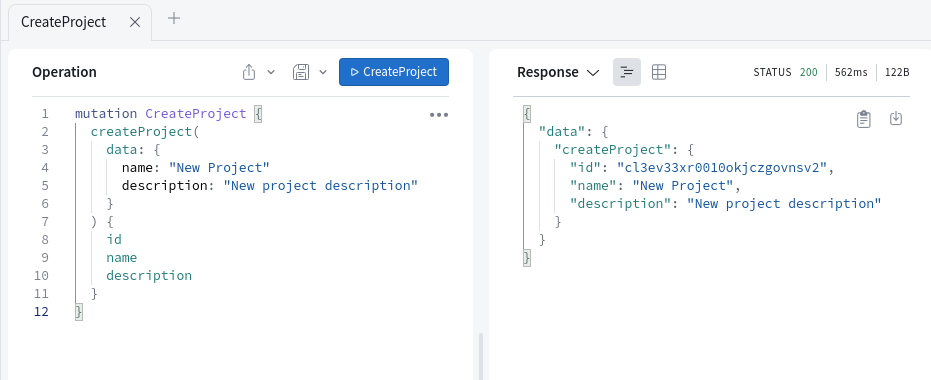 CreateProject
Operation
CreateProject
Response
STATUS 200 562ms 122B
1 mutation CreateProject {
2 createProject(
3 data: {
4 name: "New Project"
5 description: "New project description"
6 }
7 ) {
8 id
9 name
10 description
11 }
12 }
{
"data": {
"createProject": {
"id": "cl3ev33xr0010okjczgovnsv2",
"name": "New Project",
"description": "New project description"
}
}
}